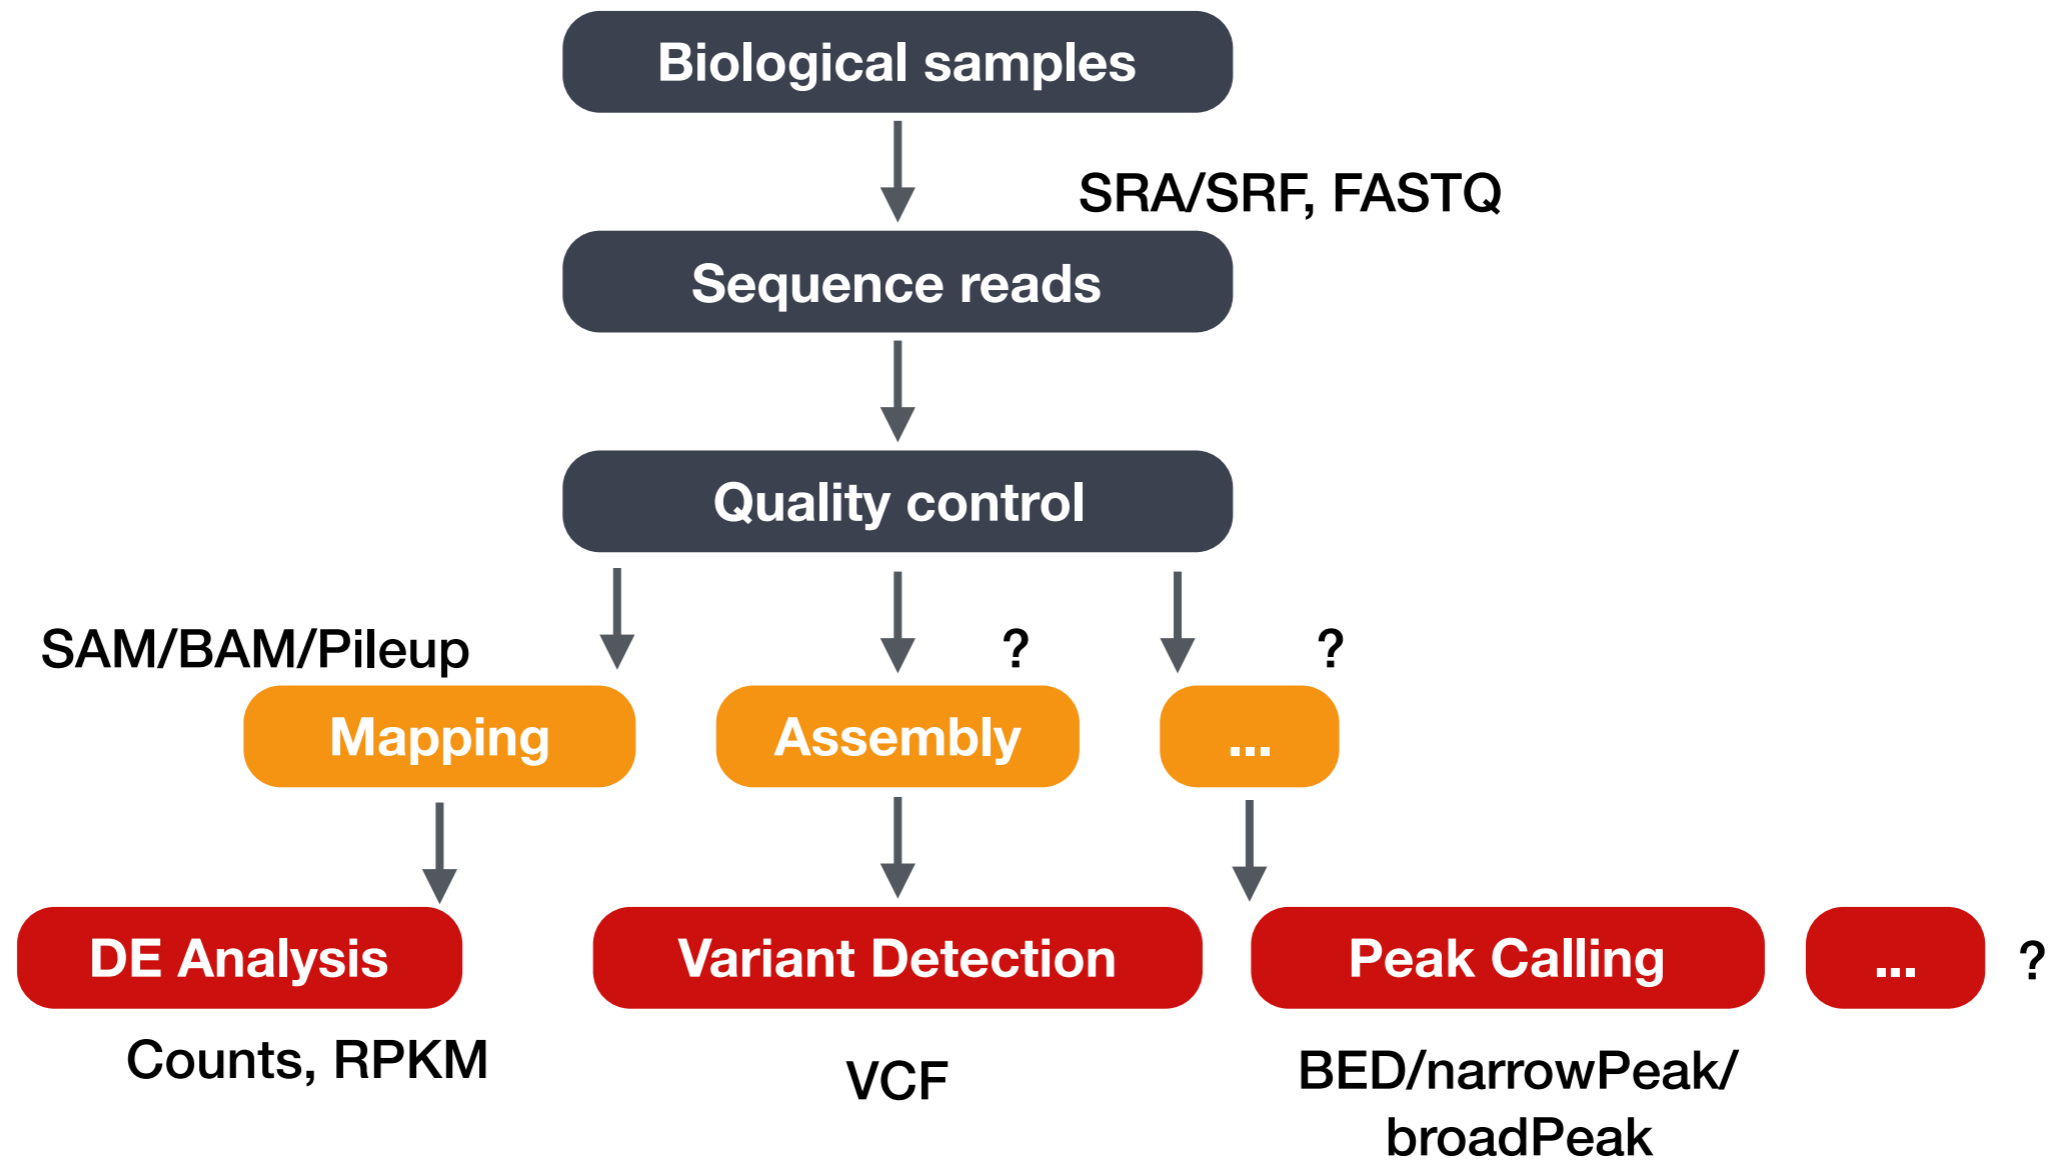 Biological samples
SRA/SRF, FASTQ
Sequence reads
Quality control
SAM/BAM/Pileup
?
?
Mapping
Assembly
...
DE Analysis
Variant Detection
Peak Calling
...
?
Counts, RPKM
VCF
BED/narrowPeak/
broadPeak